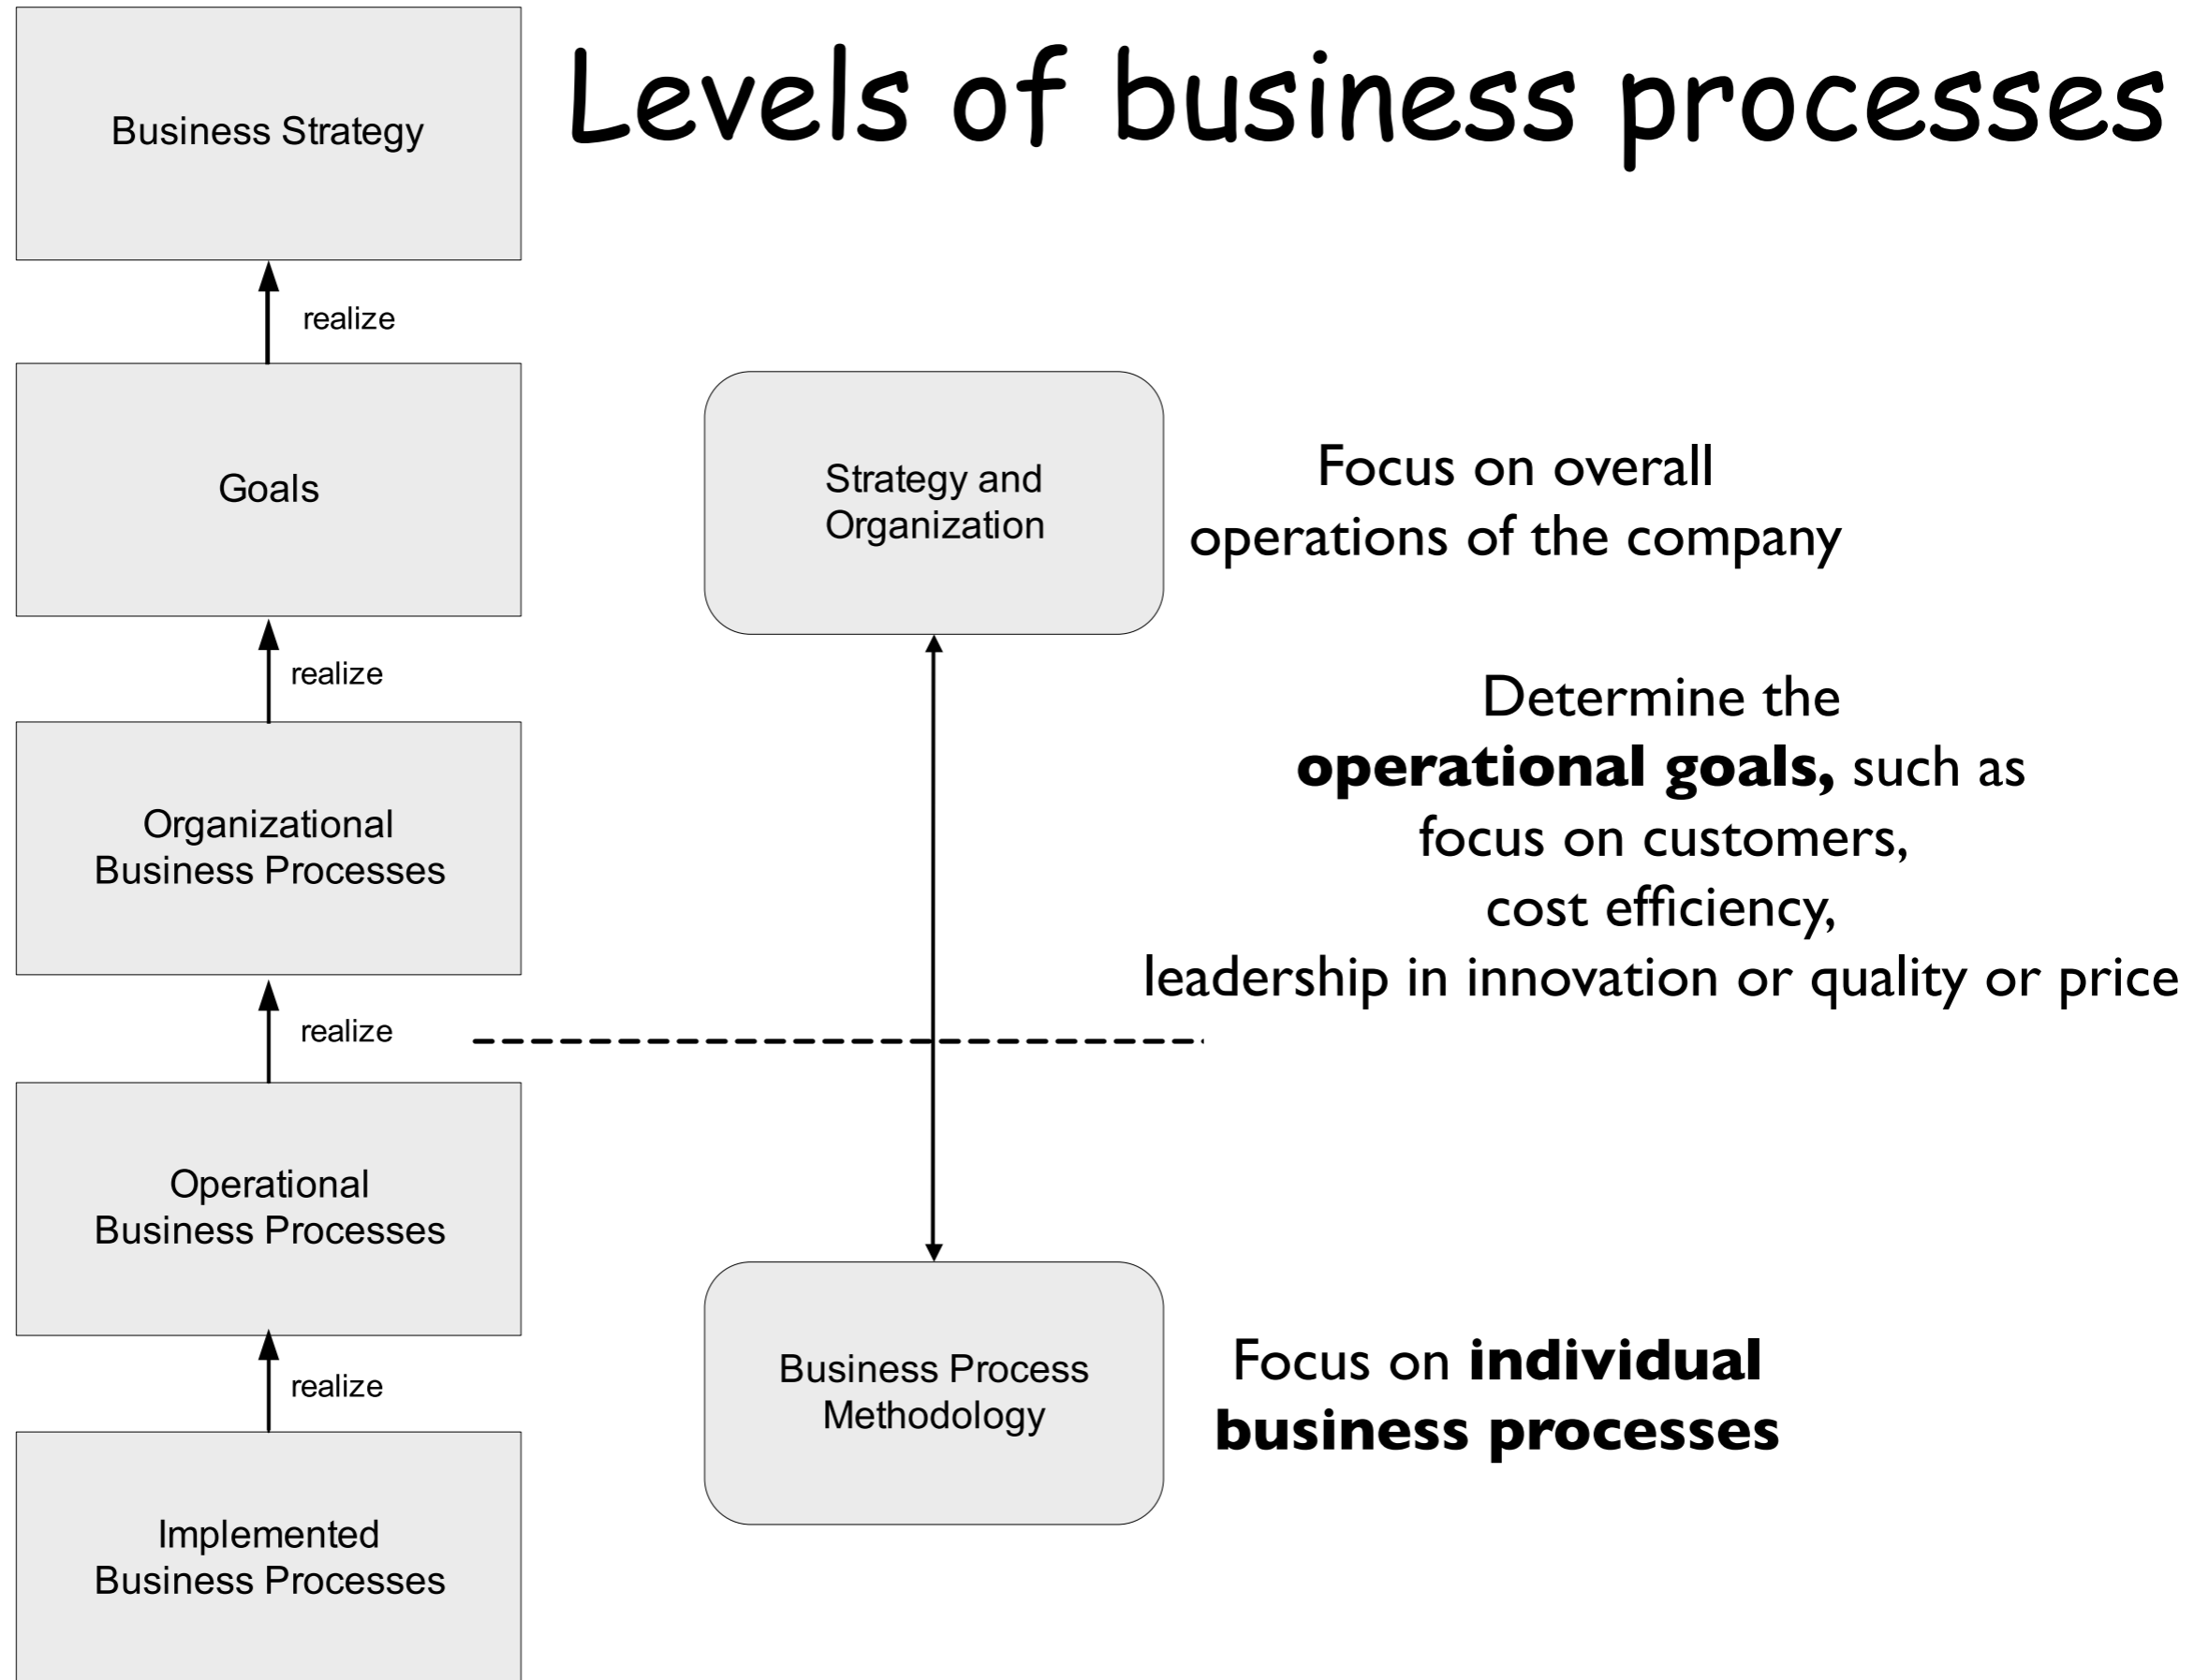 Levels of business processes
Business Strategy
realize
Goals
realize
Organizational
Business Processes
realize
Operational
Business Processes
realize
Implemented
Business Processes
Strategy and
Organization
Business Process
Methodology
Focus on overall
operations of the company
Determine the
operational goals, such as
focus on customers,
cost efficiency,
leadership in innovation or quality or price
Focus on individual
business processes